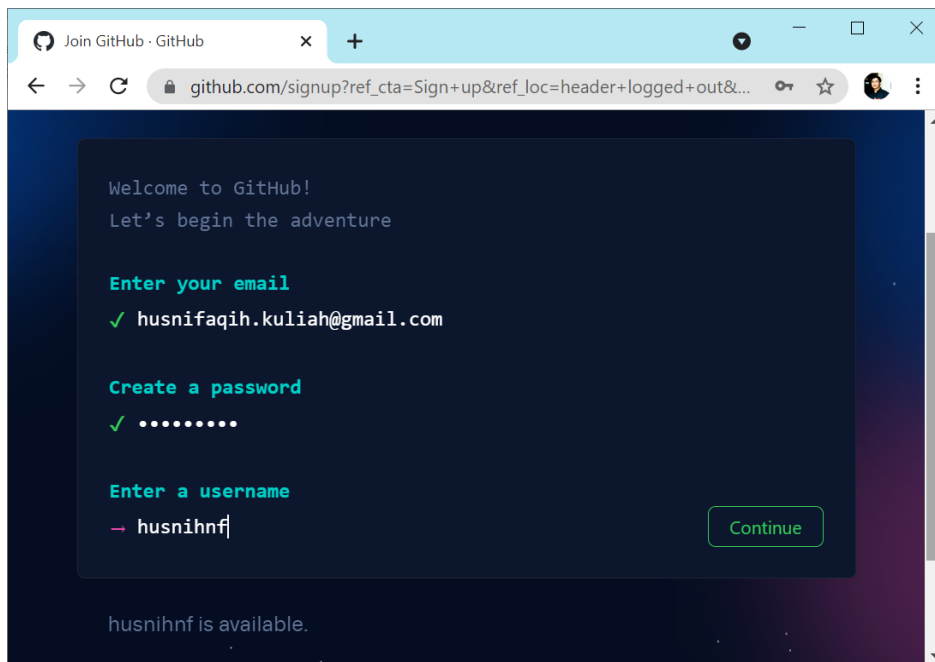 Join GitHub · GitHub
github.com/signup?ref_cta=Sign+up&ref_loc=header+logged+out&...
Welcome to GitHub!
Let’s begin the adventure
Enter your email
✓ husnifaqih.kuliah@gmail.com
Create a password
✓ •••••••••
Enter a username
→ husnihnf
Continue
husnihnf is available.